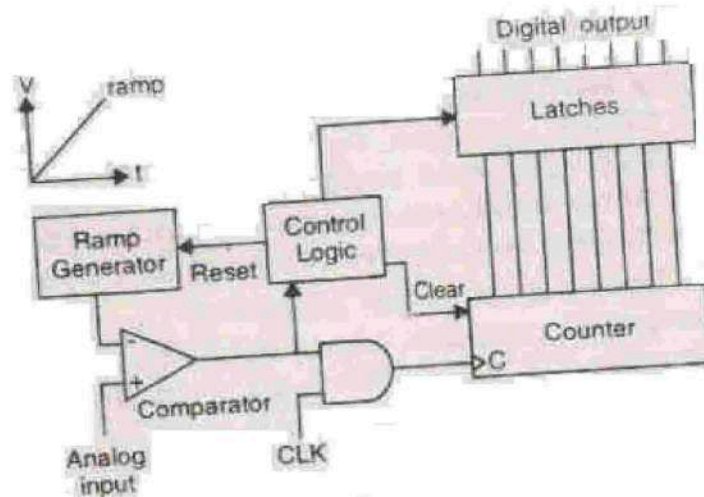 Digital output
V
ramp
t
Latches
Ramp
Generator
Reset
Control
Logic
Clear
Counter
C
-
+
Comparator
Analog
input
CLK